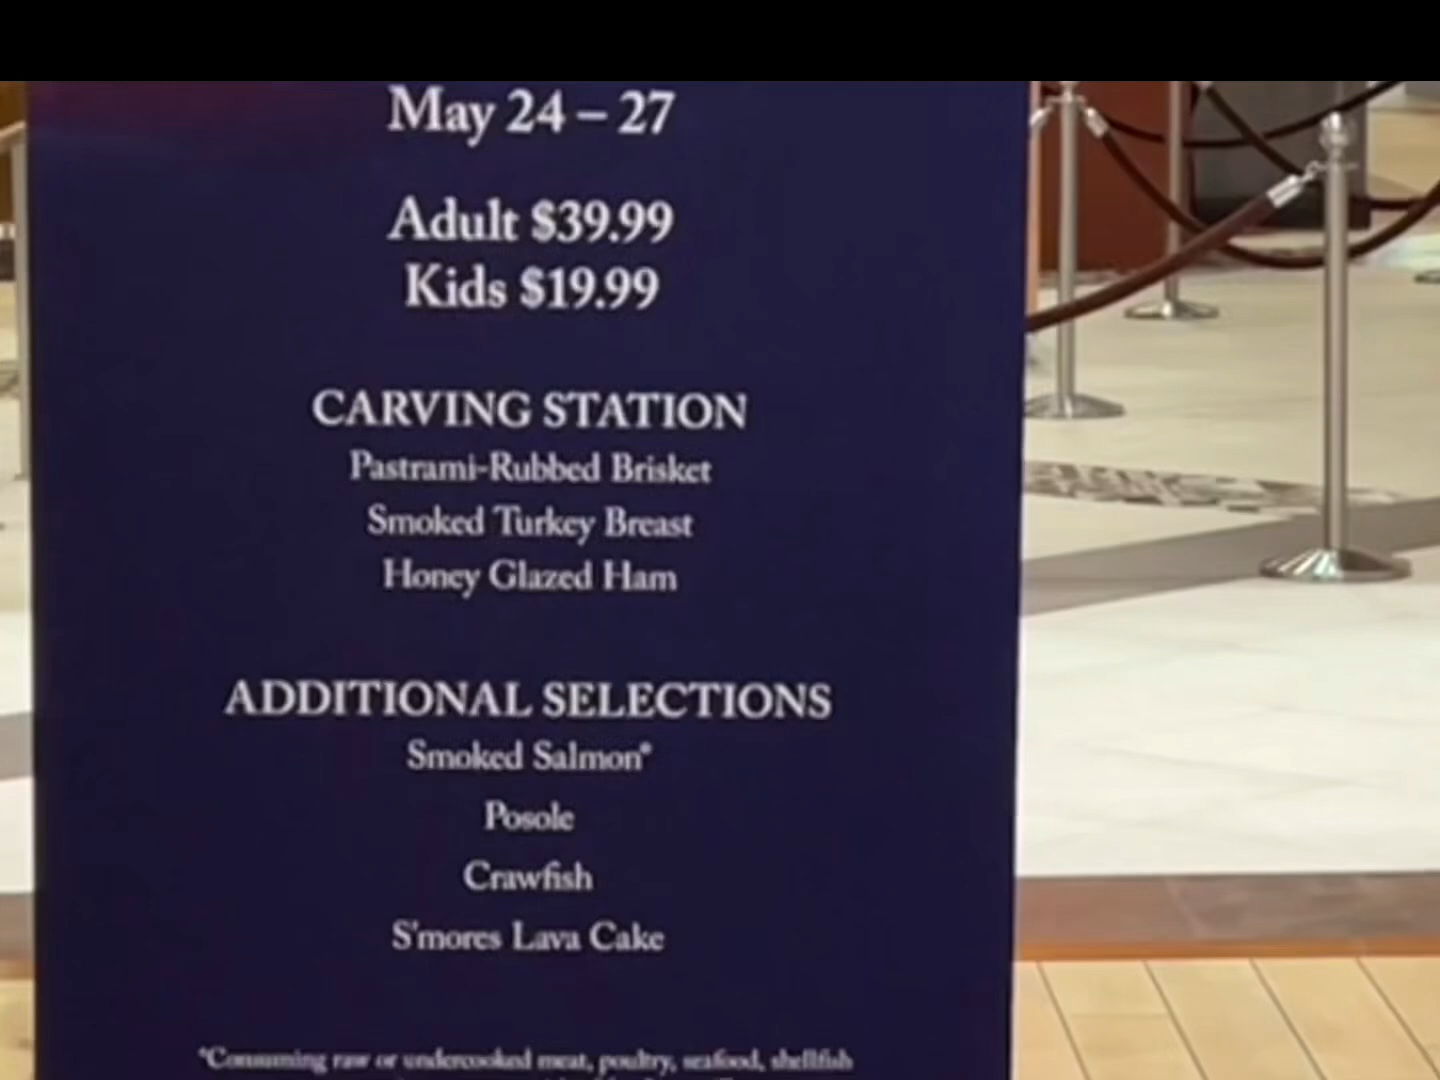 May 24 – 27
Adult $39.99
Kids $19.99
CARVING STATION
Pastrami-Rubbed Brisket
Smoked Turkey Breast
Honey Glazed Ham
ADDITIONAL SELECTIONS
Smoked Salmon*
Posole
Crawfish
S'mores Lava Cake
*Consuming raw or undercooked meat, poultry, seafood, shellfish